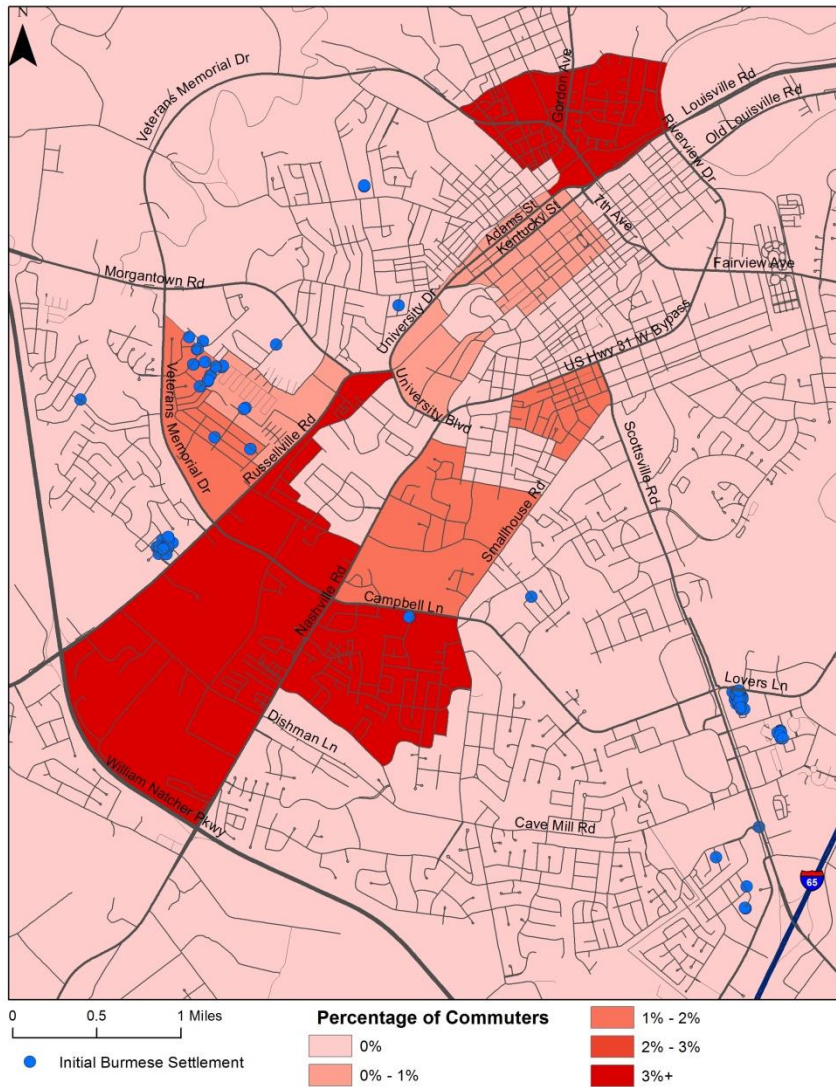 N
Veterans Memorial Dr
Gordon Ave
Louisville Rd
Old Louisville Rd
Riverview Dr
Adams St
Kentucky St
7th Ave
Fairview Ave
Morgantown Rd
University Dr
US Hwy 31 W Bypass
University Blvd
Veterans Memorial Dr
Russellville Rd
Scottsville Rd
Smallhouse Rd
Nashville Rd
Campbell Ln
Lovers Ln
Dishman Ln
William Natcher Pkwy
Cave Mill Rd
65
0 0.5 1 Miles
Initial Burmese Settlement
Percentage of Commuters
0%
0% - 1%
1% - 2%
2% - 3%
3%+